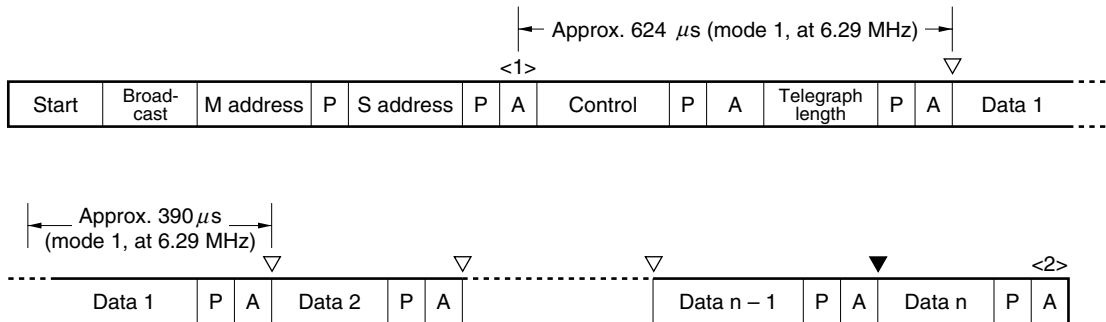 Approx. 624 µs (mode 1, at 6.29 MHz)
<1>
Start Broad-
cast M address P S address P A Control P A Telegraph
length P A Data 1
Approx. 390 µs
(mode 1, at 6.29 MHz)
<2>
Data 1 P A Data 2 P A Data n – 1 P A Data n P A